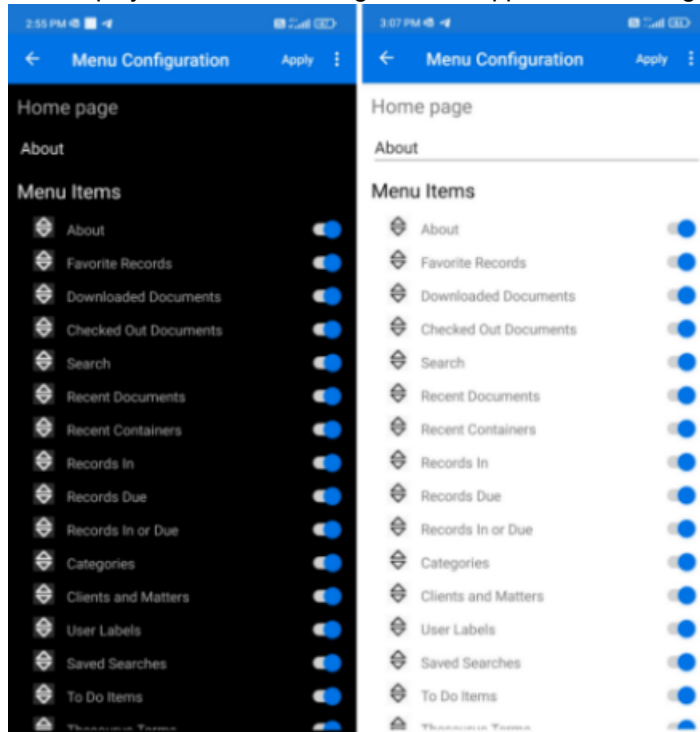 2:55 PM
Menu Configuration
Apply
Home page
About
Menu Items
About
Favorite Records
Downloaded Documents
Checked Out Documents
Search
Recent Documents
Recent Containers
Records In
Records Due
Records In or Due
Categories
Clients and Matters
User Labels
Saved Searches
To Do Items
Thesaurus Terms
3:07 PM
Menu Configuration
Apply
Home page
About
Menu Items
About
Favorite Records
Downloaded Documents
Checked Out Documents
Search
Recent Documents
Recent Containers
Records In
Records Due
Records In or Due
Categories
Clients and Matters
User Labels
Saved Searches
To Do Items
Thesaurus Terms